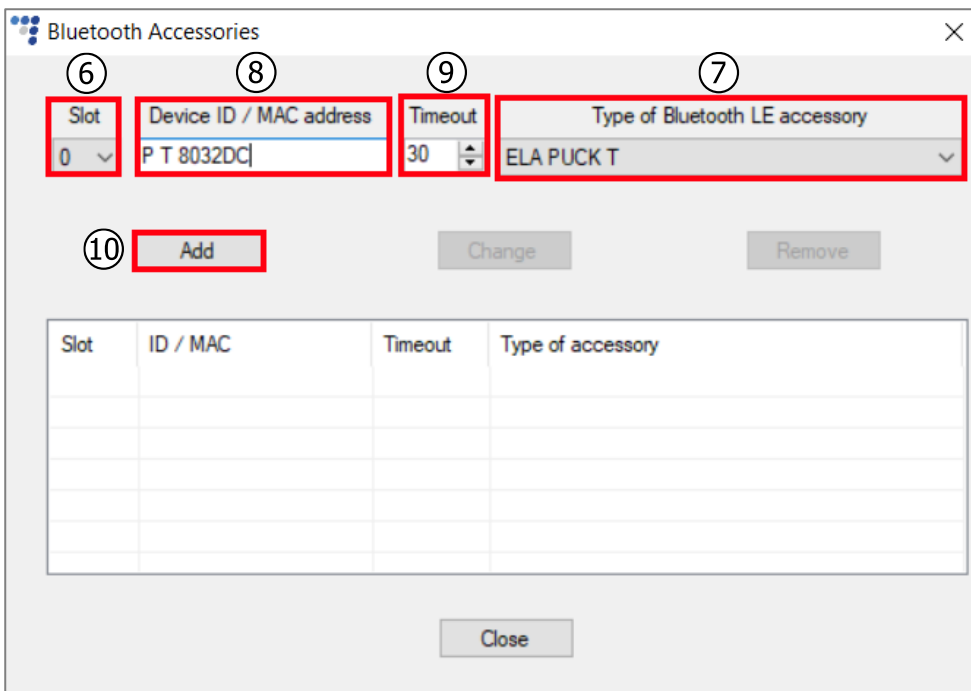 Bluetooth Accessories
⑥ ⑧ ⑨ ⑦
Slot Device ID / MAC address Timeout Type of Bluetooth LE accessory
0 P T 8032DC 30 ELA PUCK T
⑩ Add Change Remove
Slot ID / MAC Timeout Type of accessory
Close